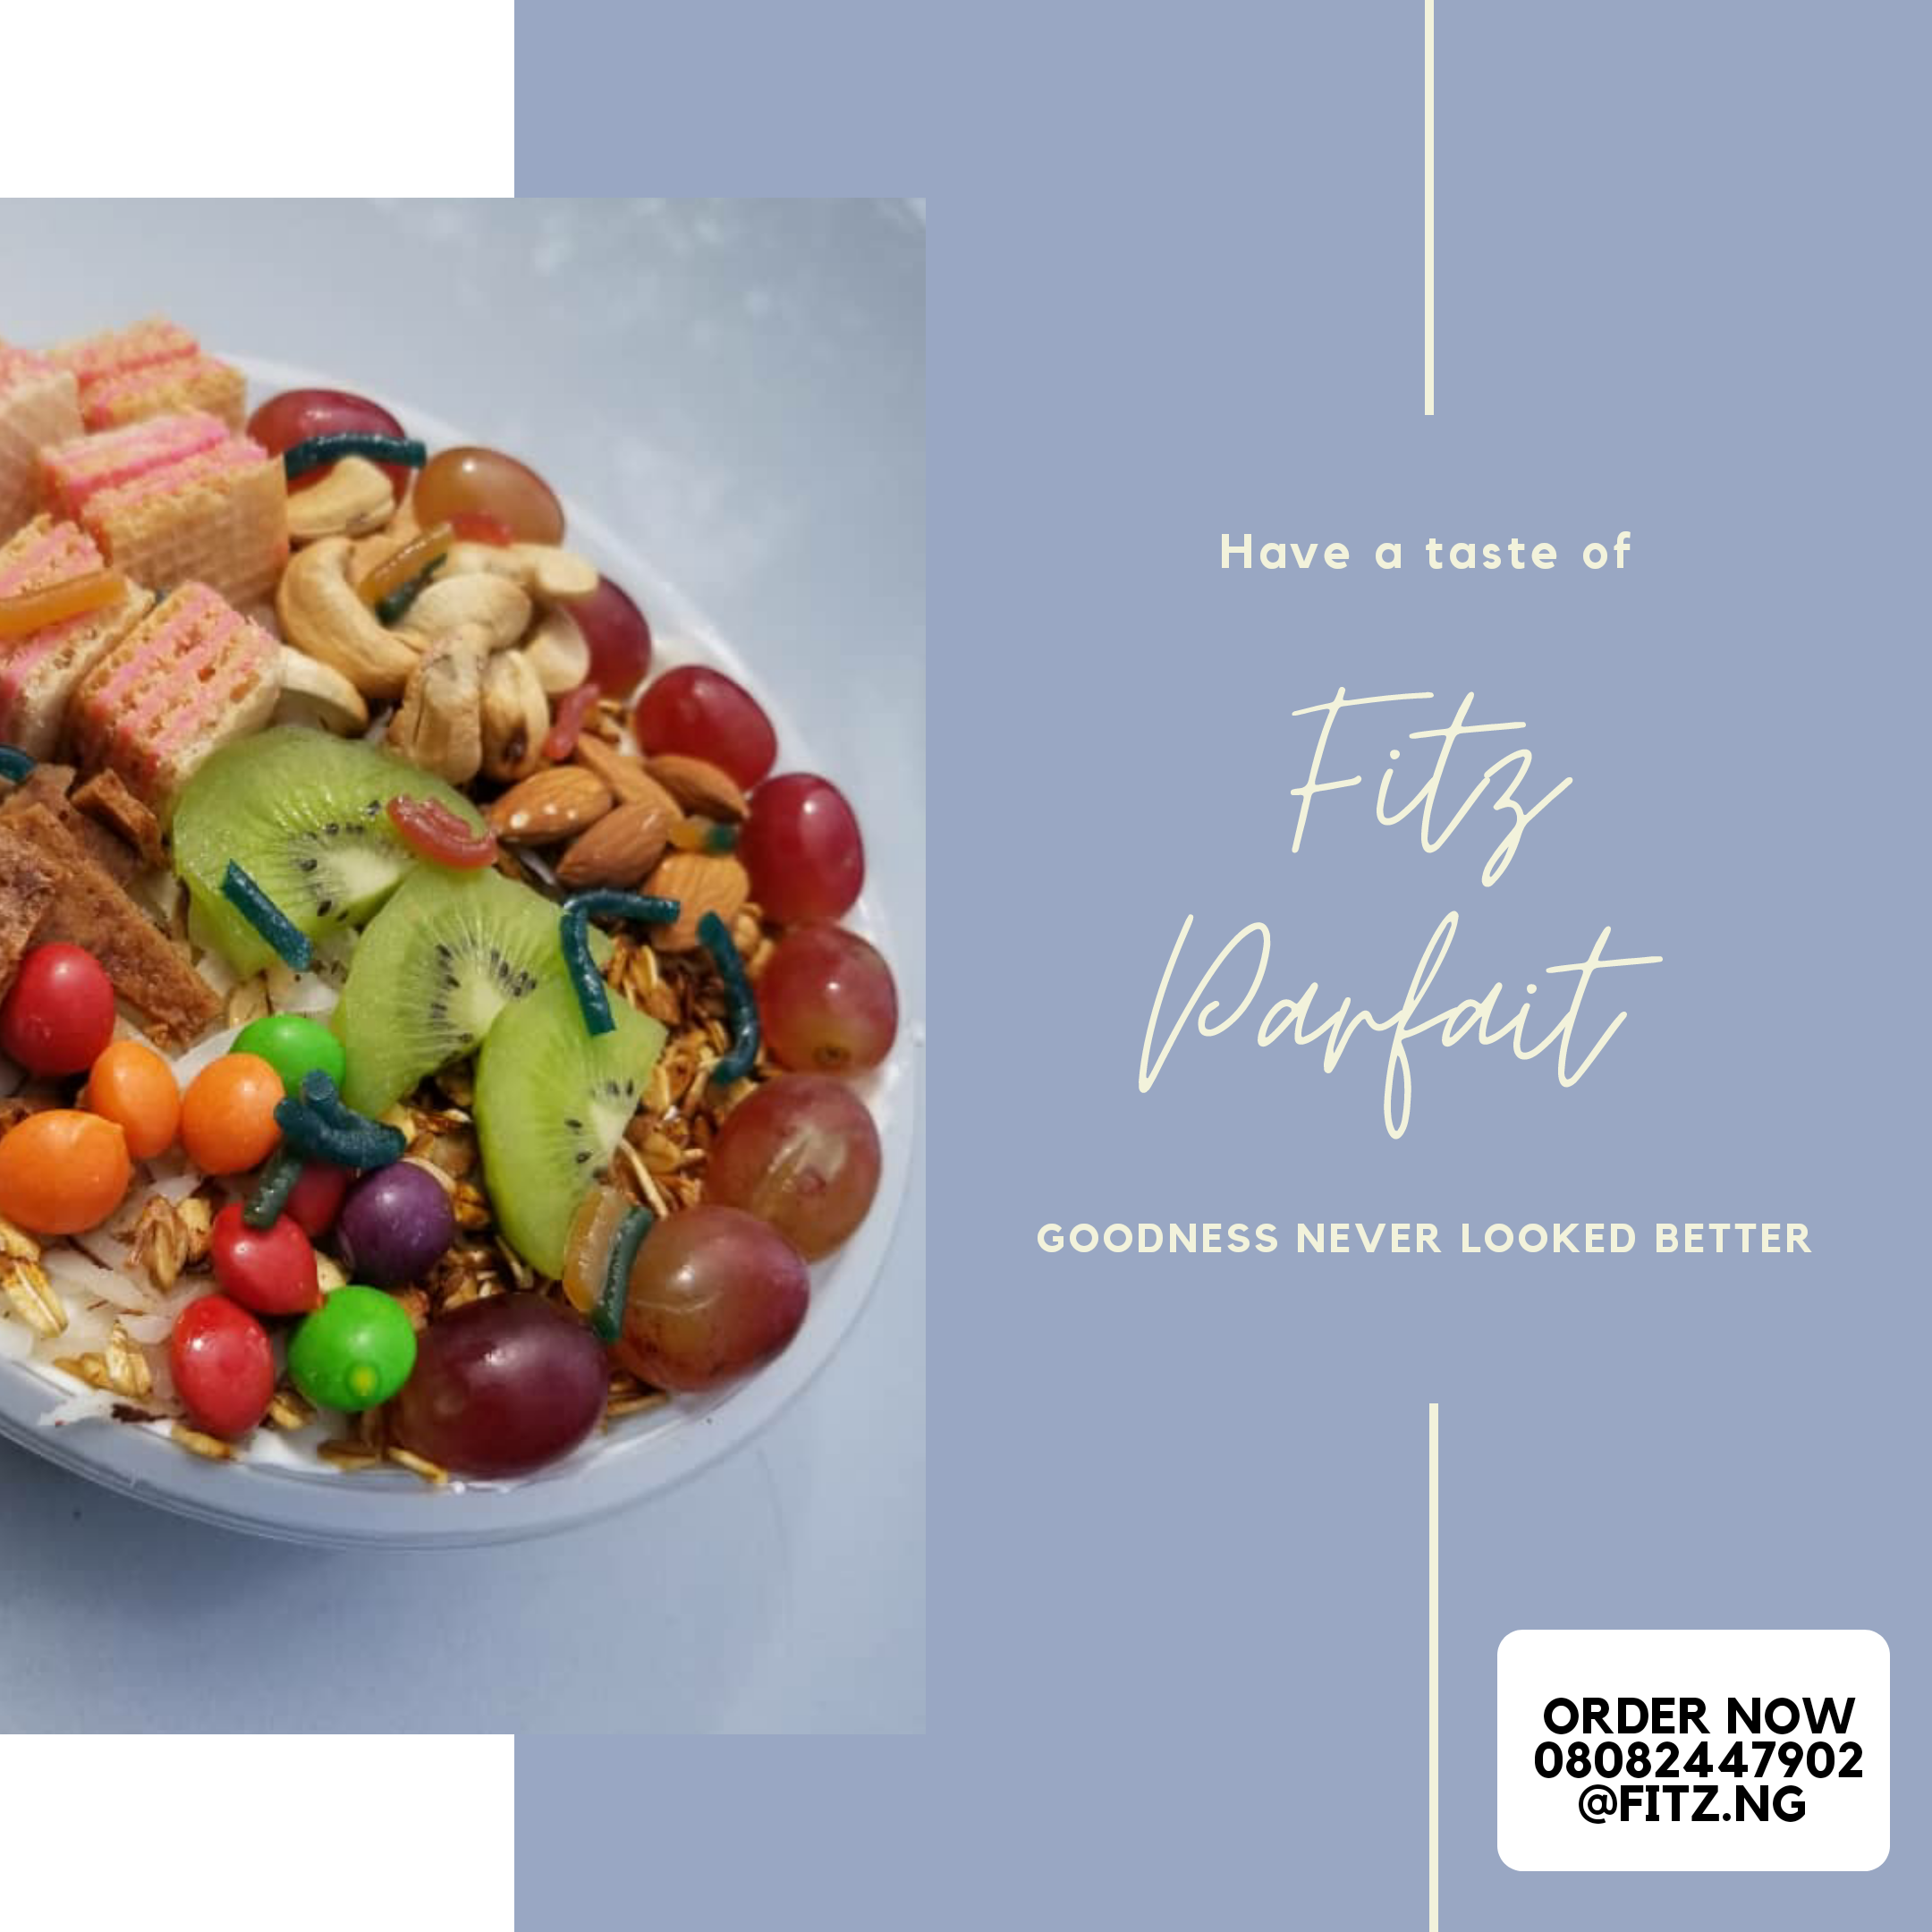 Have a taste of
Fitz
Parfait
GOODNESS NEVER LOOKED BETTER
ORDER NOW
08082447902
@FITZ.NG